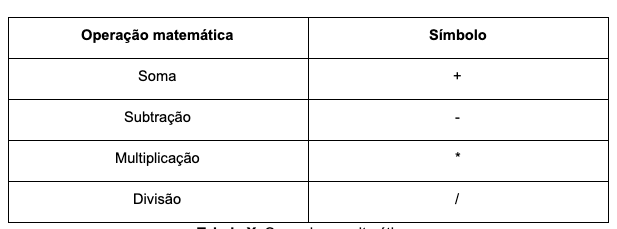 Operação matemática Símbolo
Soma +
Subtração -
Multiplicação *
Divisão /